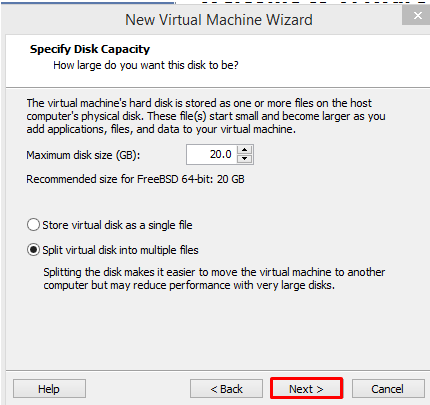 New Virtual Machine Wizard
Specify Disk Capacity
How large do you want this disk to be?
The virtual machine's hard disk is stored as one or more files on the host
computer's physical disk. These file(s) start small and become larger as you
add applications, files, and data to your virtual machine.
Maximum disk size (GB): 20.0
Recommended size for FreeBSD 64-bit: 20 GB
Store virtual disk as a single file
Split virtual disk into multiple files
Splitting the disk makes it easier to move the virtual machine to another
computer but may reduce performance with very large disks.
Help < Back Next > Cancel